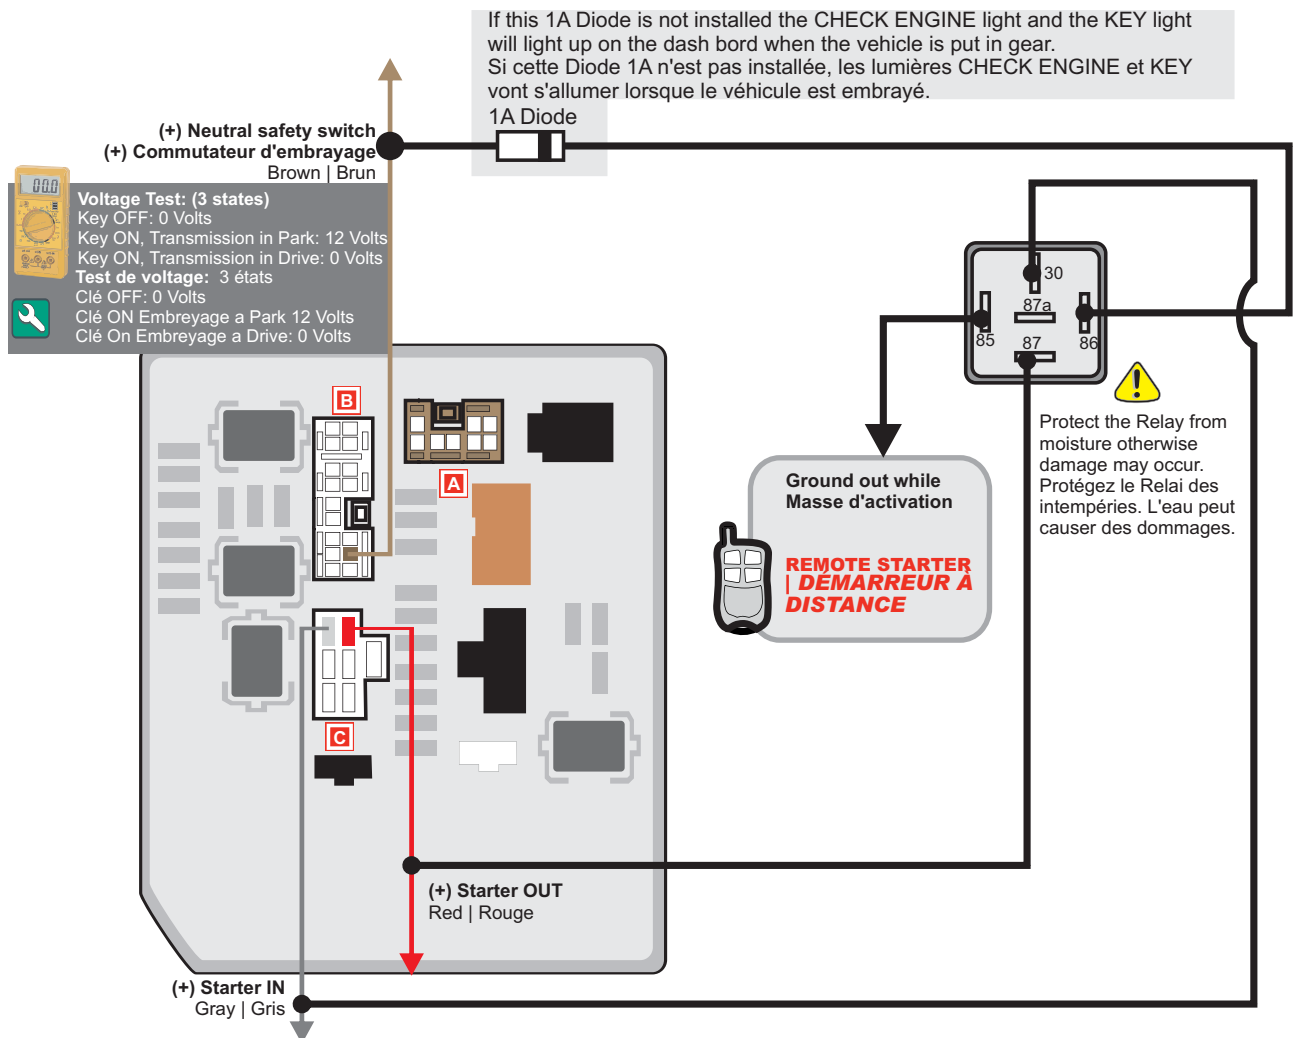 If this 1A Diode is not installed the CHECK ENGINE light and the KEY light
will light up on the dash bord when the vehicle is put in gear.
Si cette Diode 1A n'est pas installée, les lumières CHECK ENGINE et KEY
vont s'allumer lorsque le véhicule est embrayé.
1A Diode
(+) Neutral safety switch
(+) Commutateur d'embrayage
Brown | Brun
00.0
Voltage Test: (3 states)
Key OFF: 0 Volts
Key ON, Transmission in Park: 12 Volts
Key ON, Transmission in Drive: 0 Volts
Test de voltage: 3 états
Clé OFF: 0 Volts
Clé ON Embreyage a Park 12 Volts
Clé On Embreyage a Drive: 0 Volts
30
87a
85
87
86
Protect the Relay from
moisture otherwise
damage may occur.
Protégez le Relai des
intempéries. L'eau peut
causer des dommages.
B
A
C
Ground out while
Masse d'activation
REMOTE STARTER
| DÉMARREUR À
DISTANCE
(+) Starter OUT
Red | Rouge
(+) Starter IN
Gray | Gris